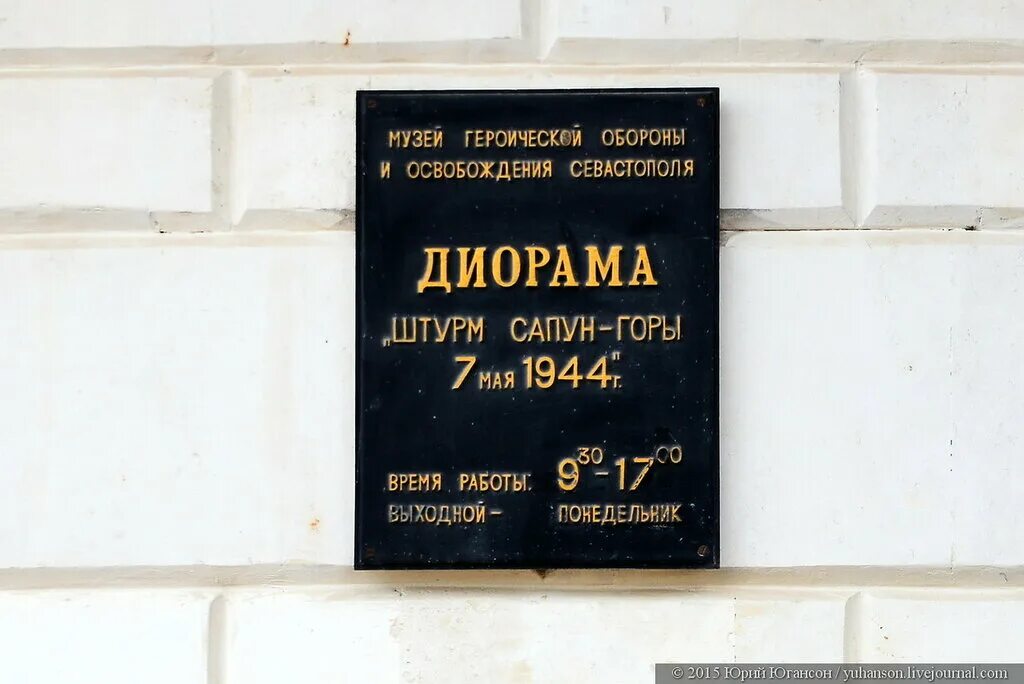 МУЗЕЙ ГЕРОИЧЕСКОЙ ОБОРОНЫ
И ОСВОБОЖДЕНИЯ СЕВАСТОПОЛЯ
ДИОРАМА
„ШТУРМ САПУН-ГОРЫ
7 МАЯ 1944 г."
ВРЕМЯ РАБОТЫ: 9³⁰-17⁰⁰
ВЫХОДНОЙ- ПОНЕДЕЛЬНИК
© 2015 Юрий Югансон / yuhanson.livejournal.com